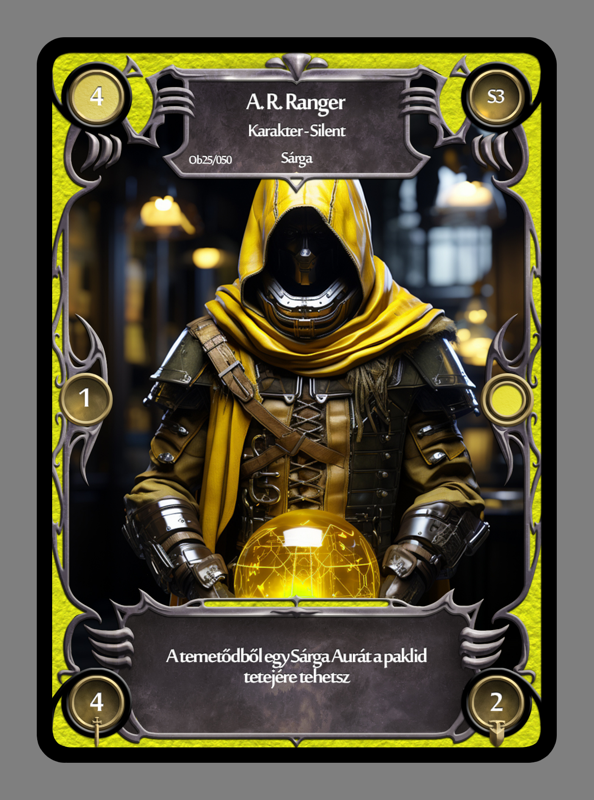 4
S3
A. R. Ranger
Karakter - Silent
Ob25/050
Sárga
1
A temetődből egy Sárga Aurát a paklid
tetejére tehetsz
4
2